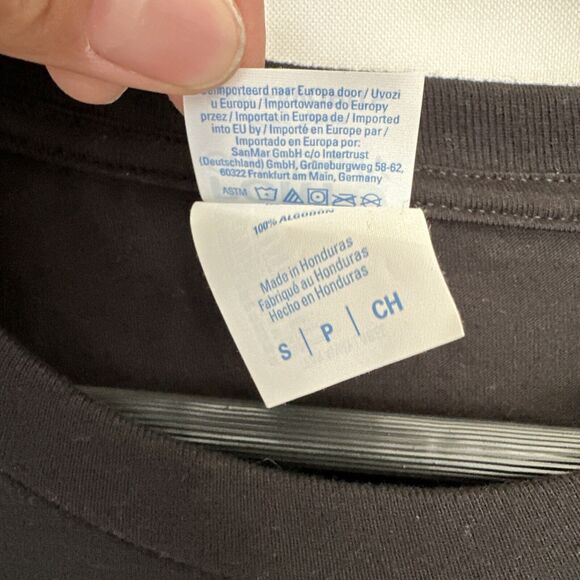 Geïmporteerd naar Europa door / Uvozi
u Europu / Importowane do Europy
przez / Importat in Europa de / Imported
into EU by / Importé en Europe par /
Importado en Europa por:
SanMar GmbH c/o Intertrust
(Deutschland) GmbH, Grüneburgweg 58-62,
60322 Frankfurt am Main, Germany
ASTM
100% ALGODÓN
Made in Honduras
Fabriqué au Honduras
Hecho en Honduras
S | P | CH